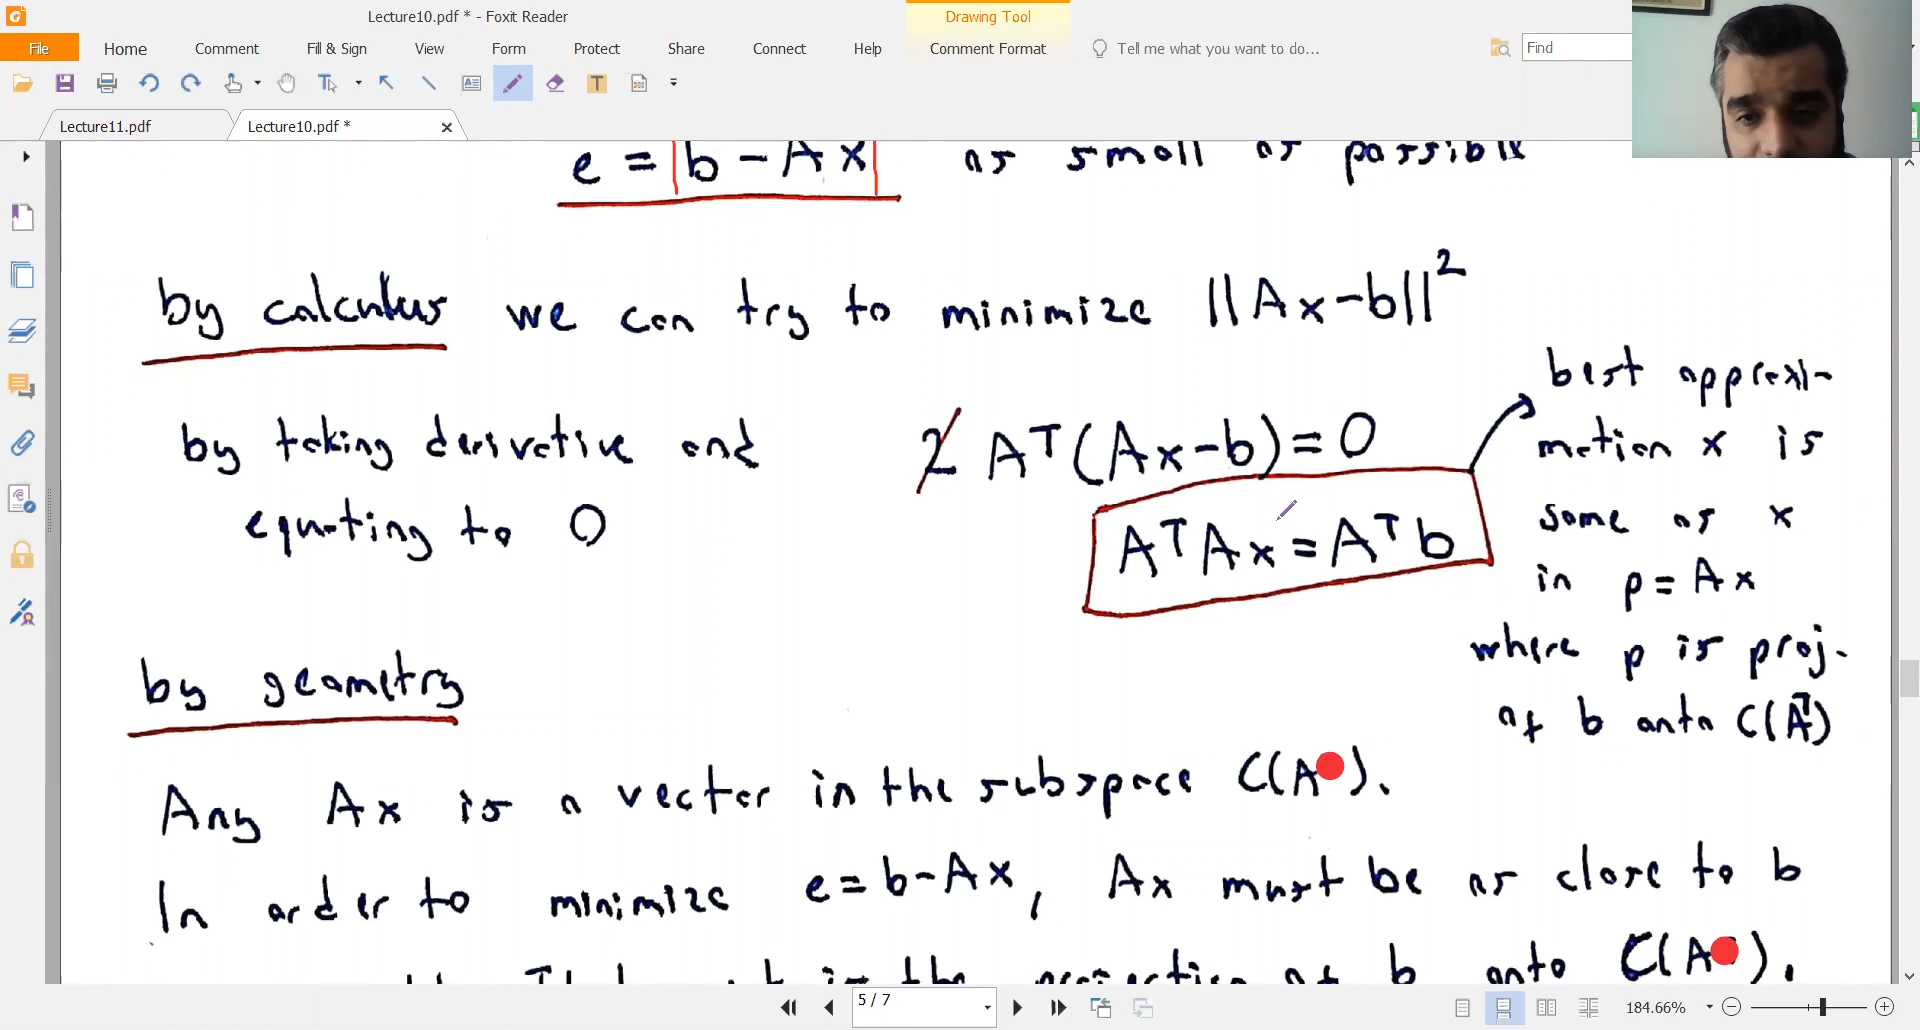 Lecture10.pdf * - Foxit Reader
Drawing Tool
File Home Comment Fill & Sign View Form Protect Share Connect Help Comment Format Tell me what you want to do... Find
Lecture11.pdf Lecture10.pdf *
e = b - Ax as small as possible
by calculus we can try to minimize ||Ax-b||²
by taking derivative and 2 Aᵀ(Ax-b)=0
equating to 0 AᵀAx=Aᵀb
best approxi-
mation x is
same as x
in p=Ax
where p is proj.
of b onto C(Aᵀ)
by geometry
Any Ax is a vector in the subspace C(A).
In order to minimize e=b-Ax, Ax must be as close to b
is the projection of b onto C(A).
5 / 7
184.66%